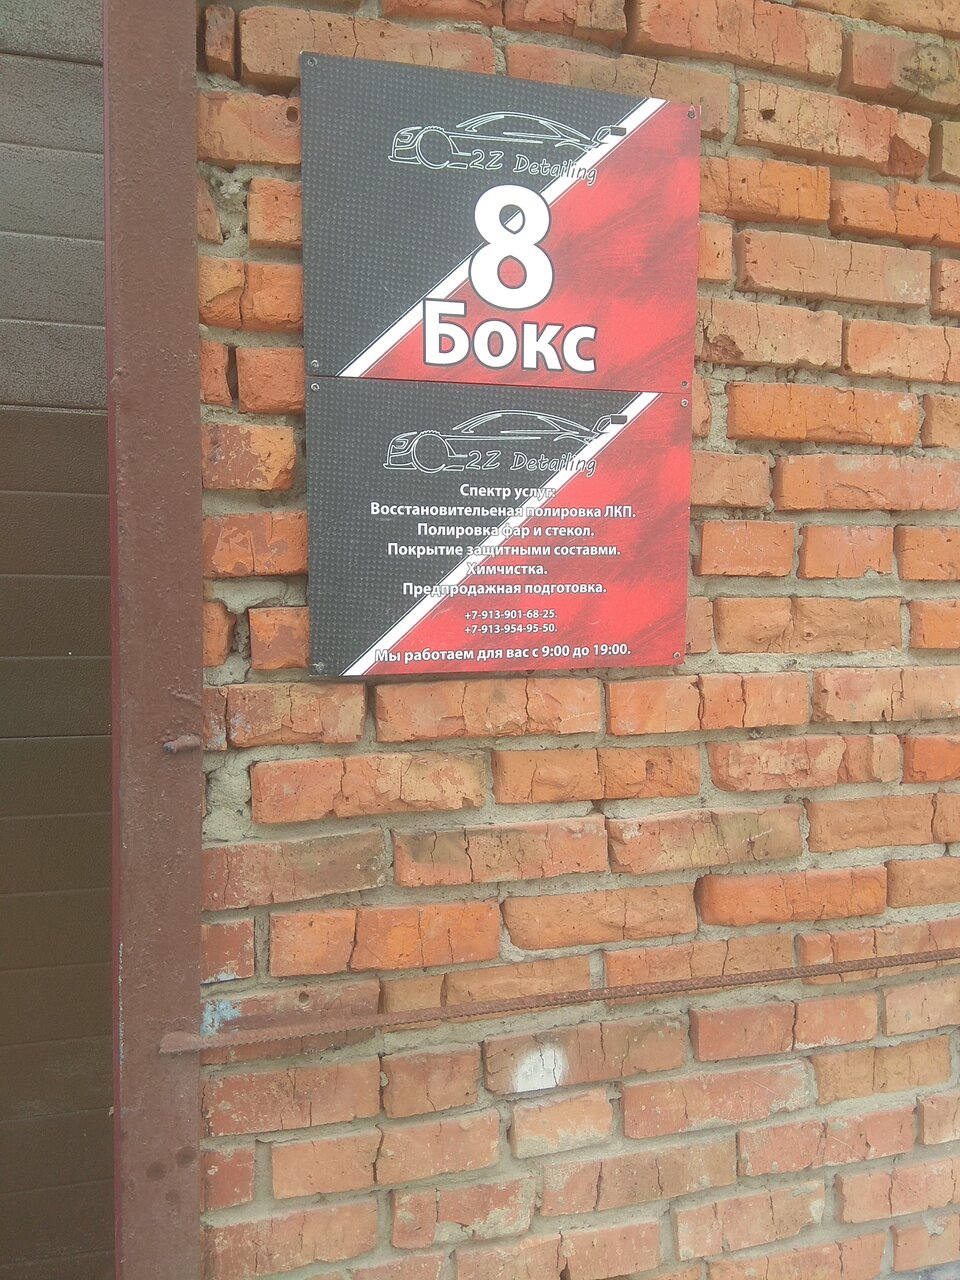 2Z Detailing
8
Бокс
2Z Detailing
Спектр услуг:
Восстановительеная полировка ЛКП.
Полировка фар и стекол.
Покрытие защитными составми.
Химчистка.
Предпродажная подготовка.
+7-913-901-68-25.
+7-913-954-95-50.
Мы работаем для вас с 9:00 до 19:00.